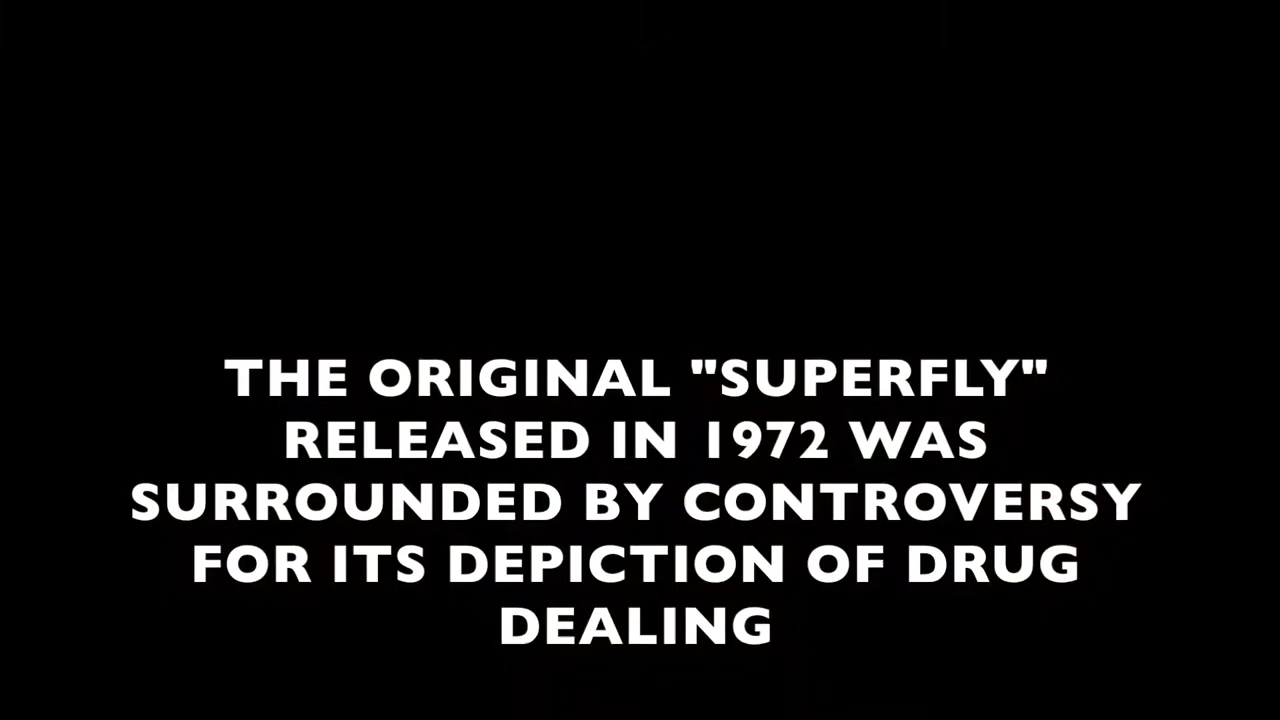 THE ORIGINAL "SUPERFLY"
RELEASED IN 1972 WAS
SURROUNDED BY CONTROVERSY
FOR ITS DEPICTION OF DRUG
DEALING